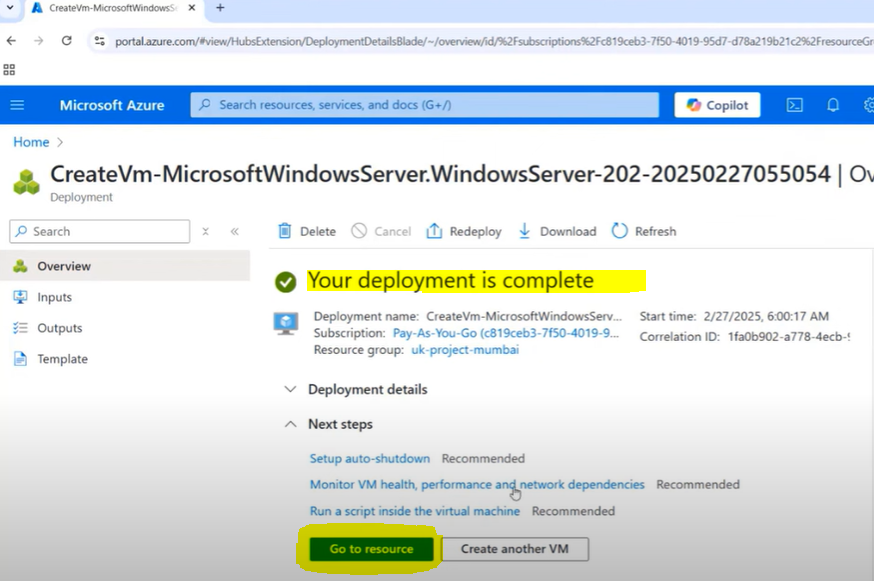 CreateVm-MicrosoftWindowsS
portal.azure.com/#view/HubsExtension/DeploymentDetailsBlade/~/overview/id/%2Fsubscriptions%2Fc819ceb3-7f50-4019-95d7-d78a219b21c2%2FresourceGr
Microsoft Azure Search resources, services, and docs (G+/) Copilot
Home >
CreateVm-MicrosoftWindowsServer.WindowsServer-202-20250227055054 | Ov
Deployment
Search Delete Cancel Redeploy Download Refresh
Overview
Your deployment is complete
Inputs
Deployment name: CreateVm-MicrosoftWindowsServ... Start time: 2/27/2025, 6:00:17 AM
Outputs
Subscription: Pay-As-You-Go (c819ceb3-7f50-4019-9... Correlation ID: 1fa0b902-a778-4ecb-9
Resource group: uk-project-mumbai
Template
Deployment details
Next steps
Setup auto-shutdown Recommended
Monitor VM health, performance and network dependencies Recommended
Run a script inside the virtual machine Recommended
Go to resource Create another VM